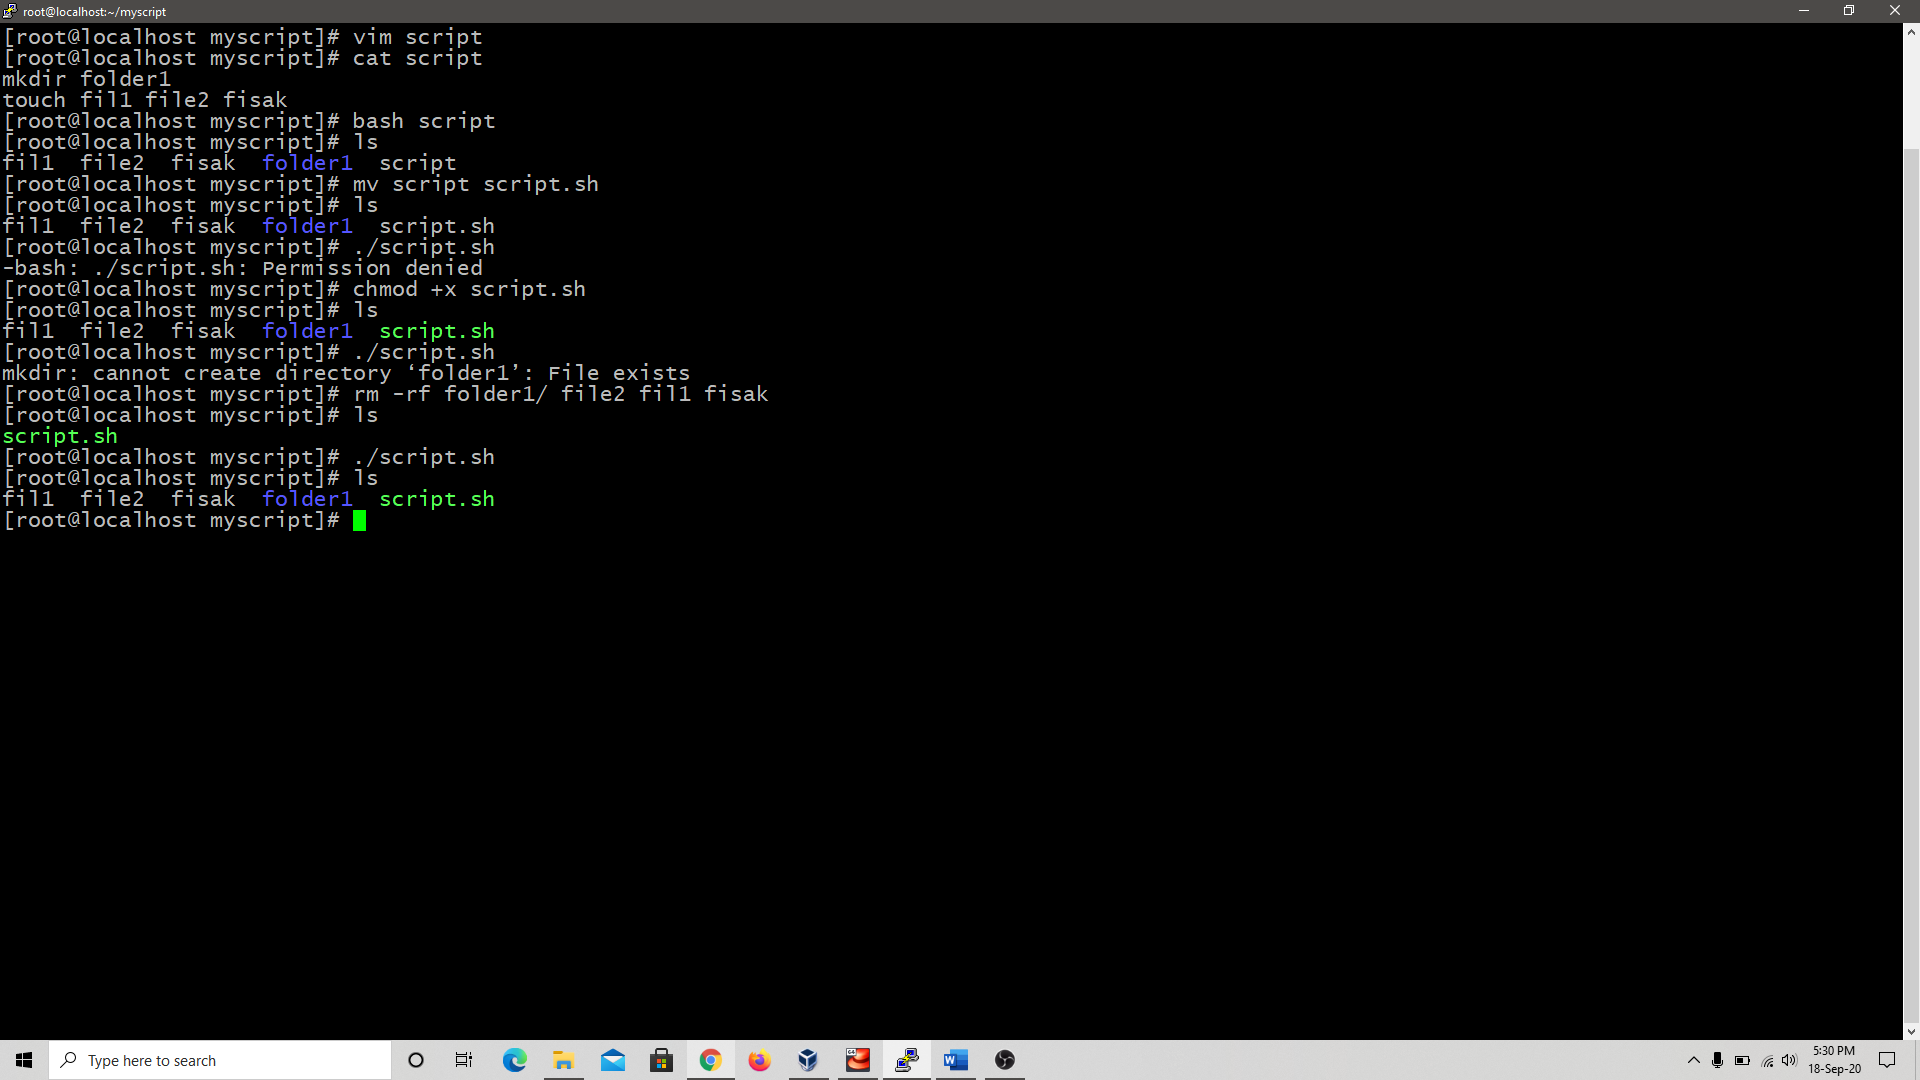 root@localhost:~/myscript
[root@localhost myscript]# vim script
[root@localhost myscript]# cat script
mkdir folder1
touch fil1 file2 fisak
[root@localhost myscript]# bash script
[root@localhost myscript]# ls
fil1  file2  fisak  folder1  script
[root@localhost myscript]# mv script script.sh
[root@localhost myscript]# ls
fil1  file2  fisak  folder1  script.sh
[root@localhost myscript]# ./script.sh
-bash: ./script.sh: Permission denied
[root@localhost myscript]# chmod +x script.sh
[root@localhost myscript]# ls
fil1  file2  fisak  folder1  script.sh
[root@localhost myscript]# ./script.sh
mkdir: cannot create directory ‘folder1’: File exists
[root@localhost myscript]# rm -rf folder1/ file2 fil1 fisak
[root@localhost myscript]# ls
script.sh
[root@localhost myscript]# ./script.sh
[root@localhost myscript]# ls
fil1  file2  fisak  folder1  script.sh
[root@localhost myscript]#
Type here to search
5:30 PM
18-Sep-20